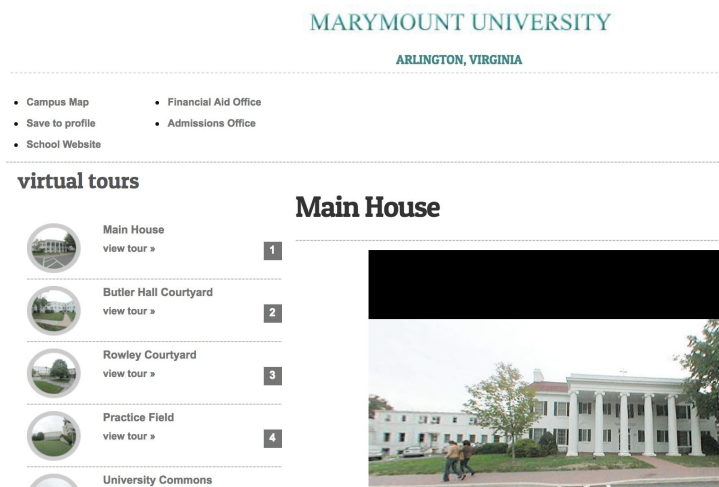 MARYMOUNT UNIVERSITY
ARLINGTON, VIRGINIA
Campus Map
Save to profile
School Website
Financial Aid Office
Admissions Office
virtual tours
Main House
view tour »
1
Butler Hall Courtyard
view tour »
2
Rowley Courtyard
view tour »
3
Practice Field
view tour »
4
University Commons
Main House